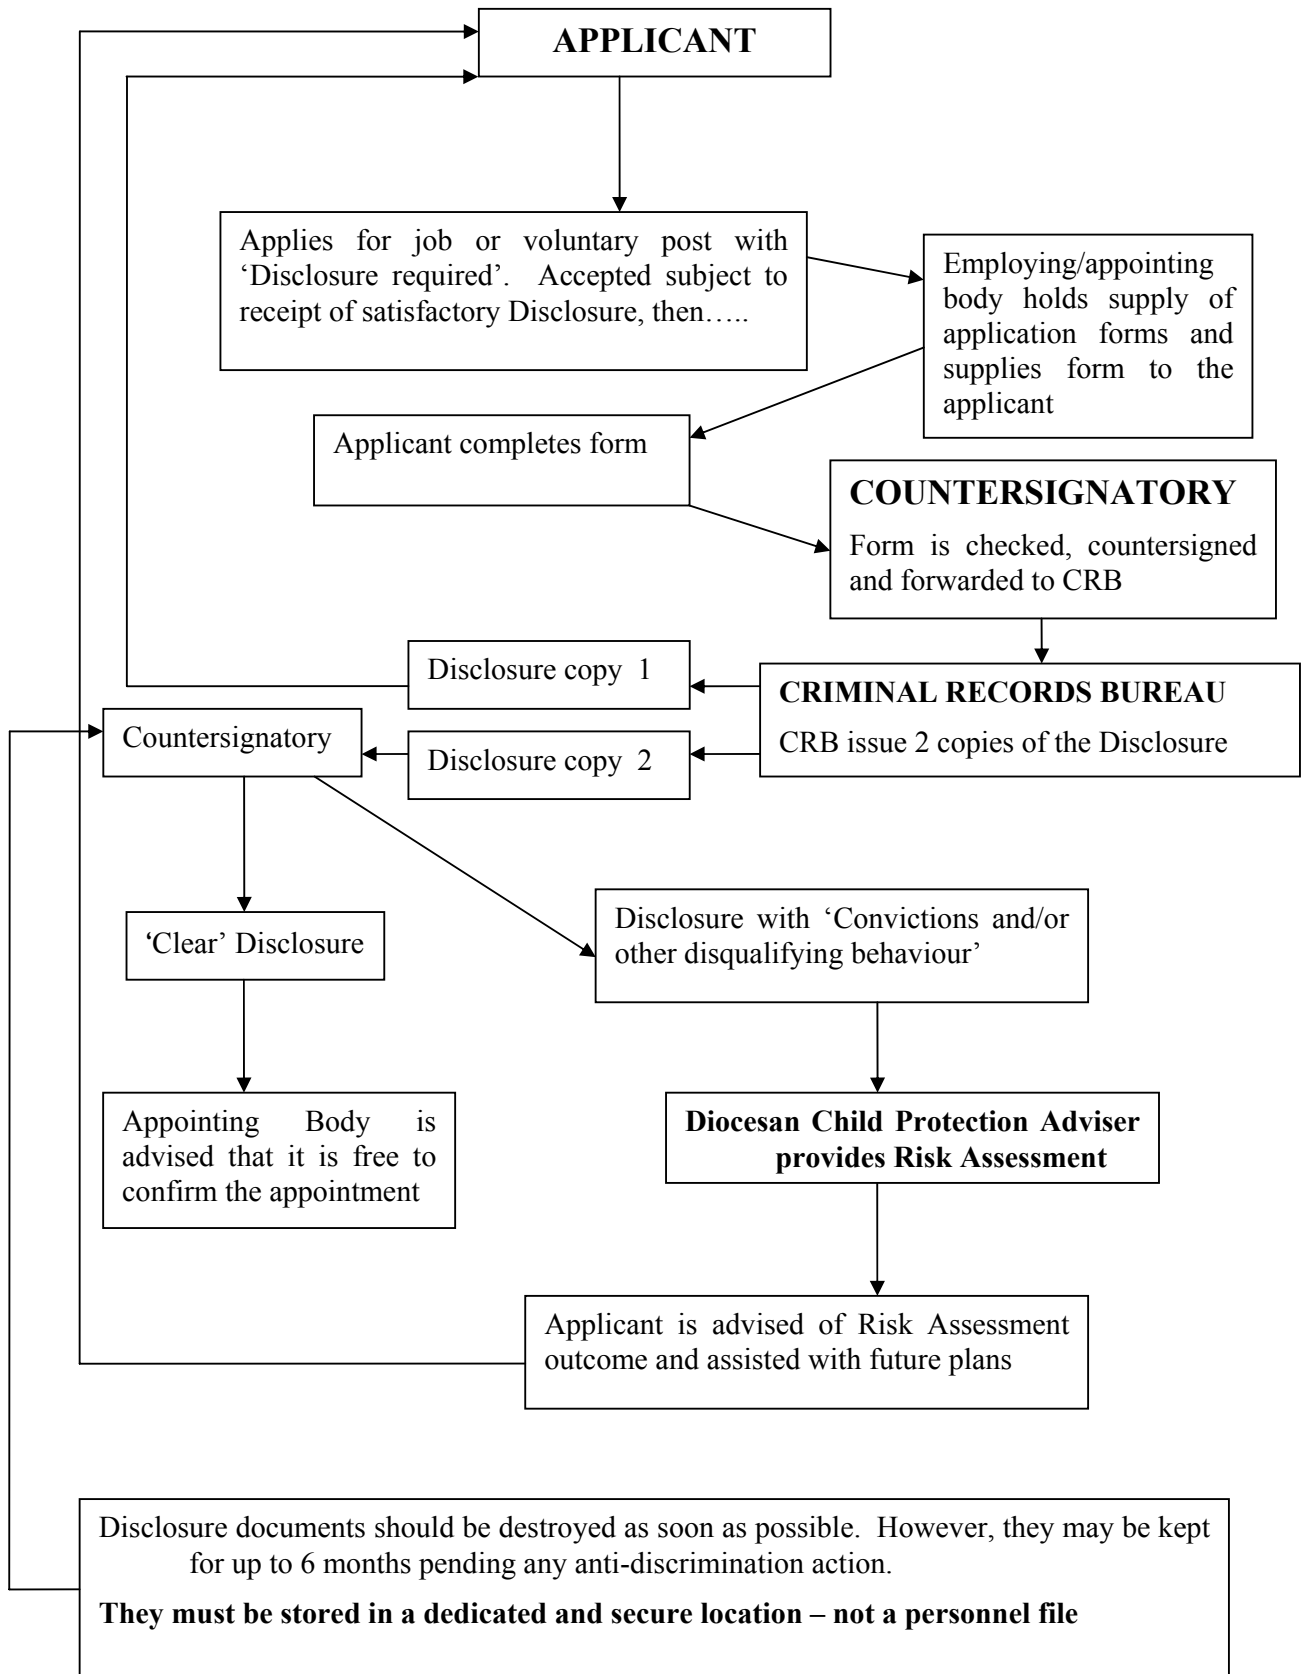 APPLICANT
Applies for job or voluntary post with
‘Disclosure required’. Accepted subject to
receipt of satisfactory Disclosure, then…..
Employing/appointing
body holds supply of
application forms and
supplies form to the
applicant
Applicant completes form
COUNTERSIGNATORY
Form is checked, countersigned
and forwarded to CRB
Disclosure copy 1
CRIMINAL RECORDS BUREAU
CRB issue 2 copies of the Disclosure
Countersignatory
Disclosure copy 2
‘Clear’ Disclosure
Disclosure with ‘Convictions and/or
other disqualifying behaviour’
Appointing Body is
advised that it is free to
confirm the appointment
Diocesan Child Protection Adviser
provides Risk Assessment
Applicant is advised of Risk Assessment
outcome and assisted with future plans
Disclosure documents should be destroyed as soon as possible. However, they may be kept
for up to 6 months pending any anti-discrimination action.
They must be stored in a dedicated and secure location – not a personnel file